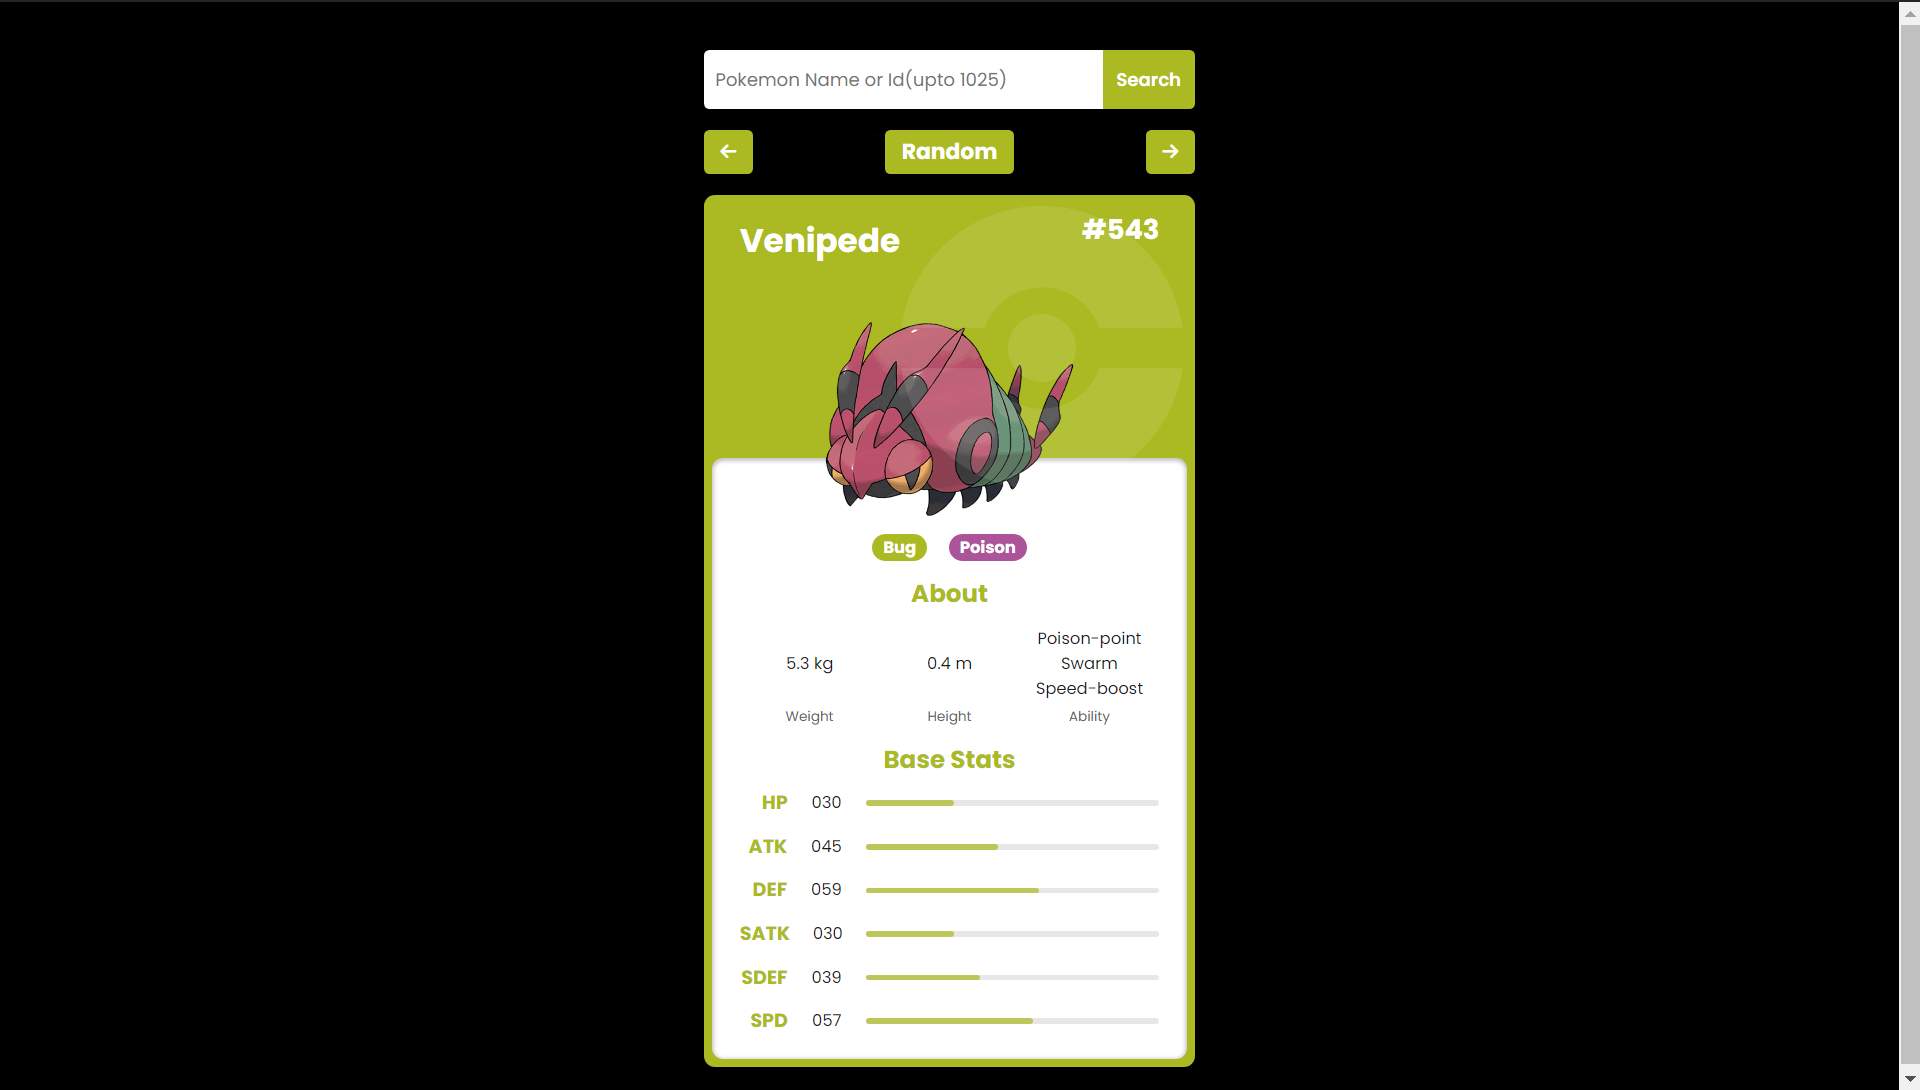 Pokemon Name or Id(upto 1025)
Search
Random
Venipede
#543
Bug
Poison
About
Poison-point
5.3 kg
0.4 m
Swarm
Speed-boost
Weight
Height
Ability
Base Stats
HP 030
ATK 045
DEF 059
SATK 030
SDEF 039
SPD 057